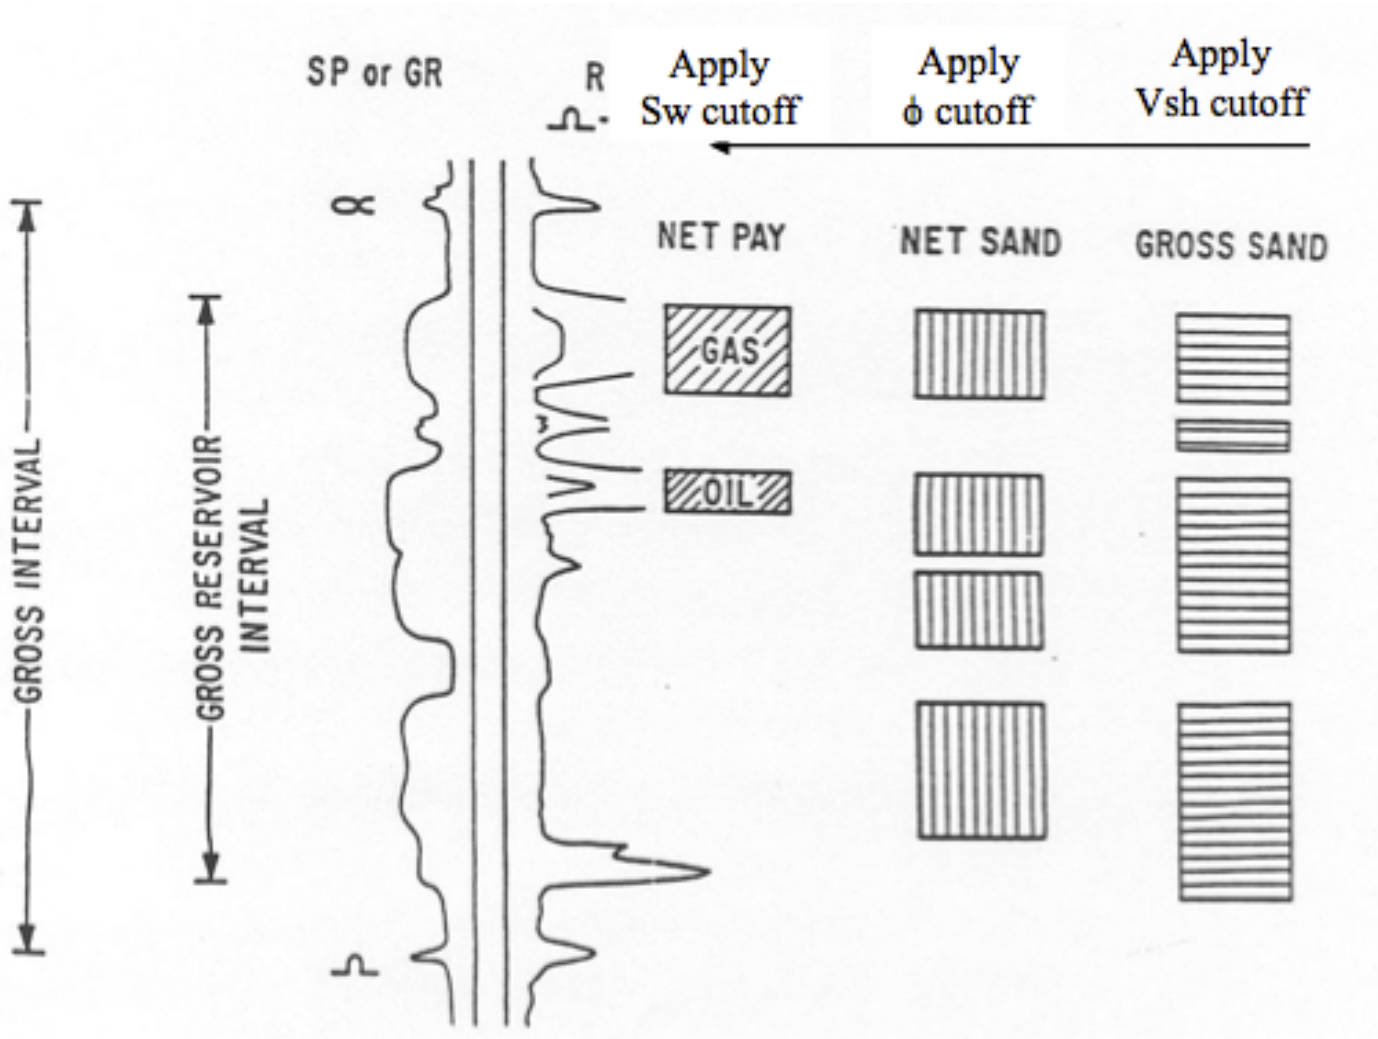 SP or GR
R
Apply
Sw cutoff
Apply
ϕ cutoff
Apply
Vsh cutoff
α
Ω
NET PAY
NET SAND
GROSS SAND
GAS
OIL
GROSS INTERVAL
GROSS RESERVOIR
INTERVAL
Ω